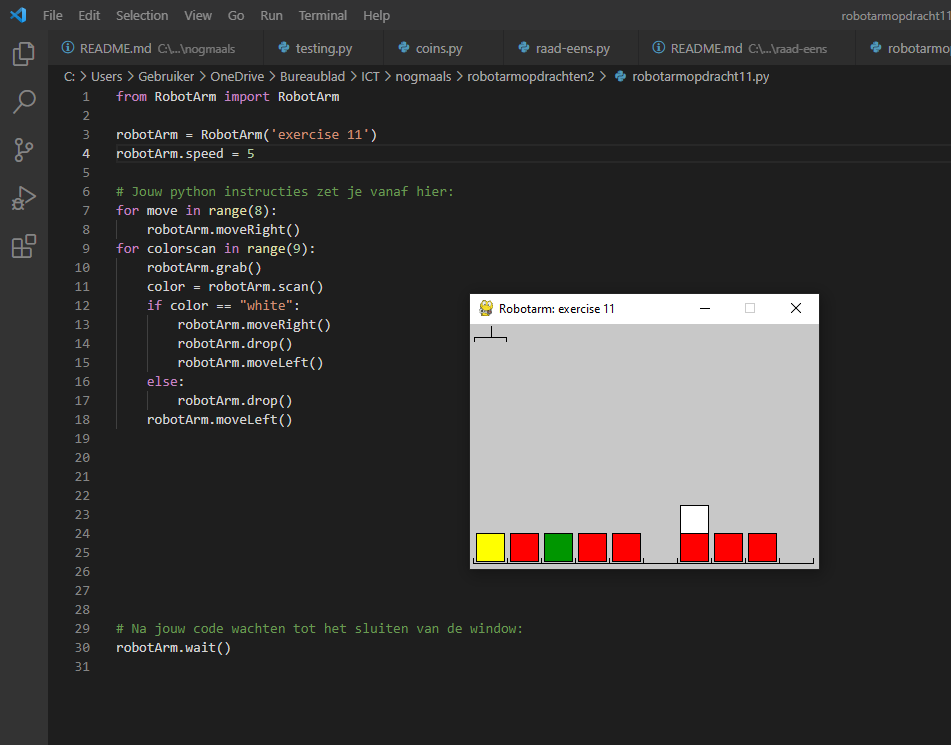 File Edit Selection View Go Run Terminal Help robotarmopdracht11
README.md C:\...\nogmaals testing.py coins.py raad-eens.py README.md C:\...\raad-eens robotarmo
C: > Users > Gebruiker > OneDrive > Bureaublad > ICT > nogmaals > robotarmopdrachten2 > robotarmopdracht11.py
1 from RobotArm import RobotArm
2
3 robotArm = RobotArm('exercise 11')
4 robotArm.speed = 5
5
6 # Jouw python instructies zet je vanaf hier:
7 for move in range(8):
8 robotArm.moveRight()
9 for colorscan in range(9):
10 robotArm.grab()
11 color = robotArm.scan()
12 if color == "white":
13 robotArm.moveRight()
14 robotArm.drop()
15 robotArm.moveLeft()
16 else:
17 robotArm.drop()
18 robotArm.moveLeft()
19
20
21
22
23
24
25
26
27
28
29 # Na jouw code wachten tot het sluiten van de window:
30 robotArm.wait()
31
Robotarm: exercise 11